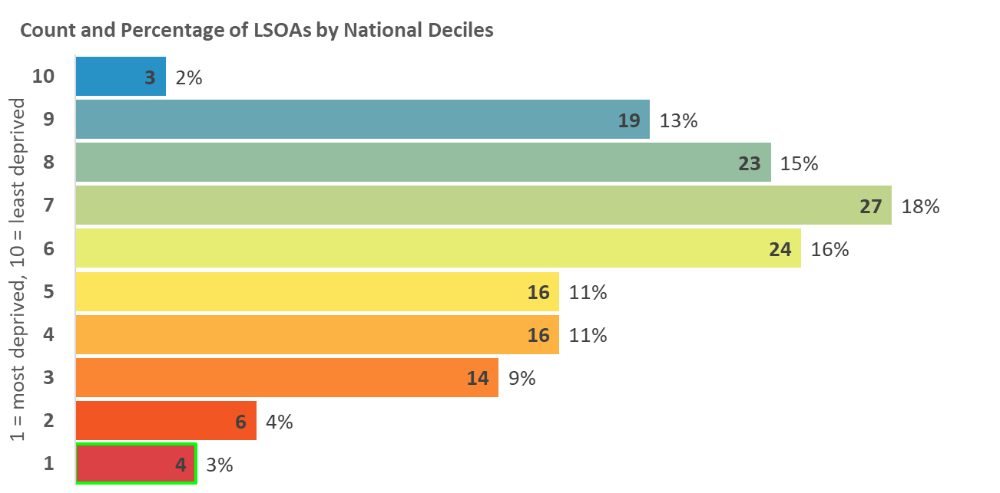 Count and Percentage of LSOAs by National Deciles
1 = most deprived, 10 = least deprived
10 3 2%
9 19 13%
8 23 15%
7 27 18%
6 24 16%
5 16 11%
4 16 11%
3 14 9%
2 6 4%
1 4 3%